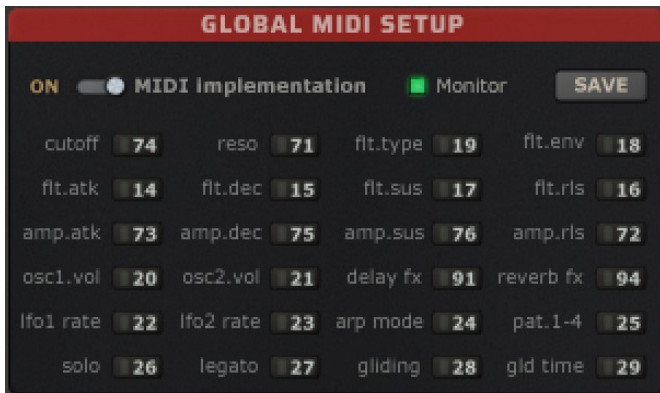 GLOBAL MIDI SETUP
ON MIDI implementation Monitor SAVE
cutoff 74 reso 71 flt.type 19 flt.env 18
flt.atk 14 flt.dec 15 flt.sus 17 flt.rls 16
amp.atk 73 amp.dec 75 amp.sus 76 amp.rls 72
osc1.vol 20 osc2.vol 21 delay fx 91 reverb fx 94
lfo1 rate 22 lfo2 rate 23 arp mode 24 pat.1-4 25
solo 26 legato 27 gliding 28 gld time 29